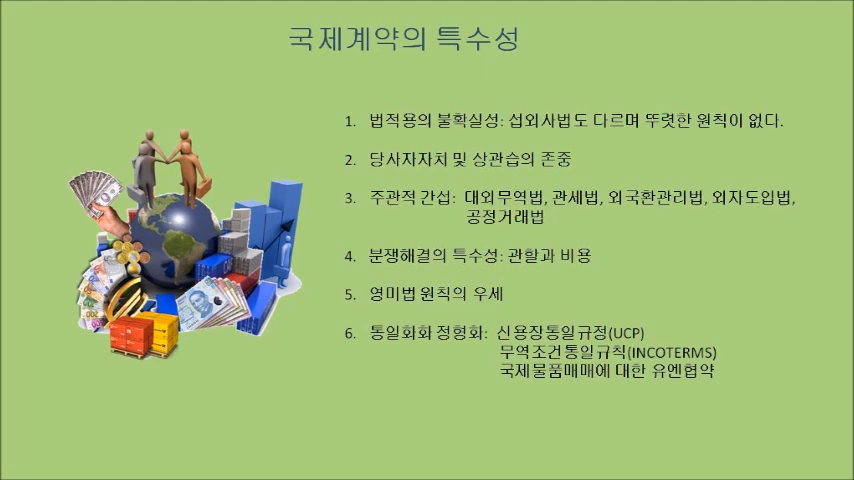 국제계약의 특수성
1. 법적용의 불확실성: 섭외사법도 다르며 뚜렷한 원칙이 없다.
2. 당사자자치 및 상관습의 존중
3. 주관적 간섭: 대외무역법, 관세법, 외국환관리법, 외자도입법,
공정거래법
4. 분쟁해결의 특수성: 관할과 비용
5. 영미법 원칙의 우세
6. 통일화화 정형화: 신용장통일규정(UCP)
무역조건통일규칙(INCOTERMS)
국제물품매매에 대한 유엔협약